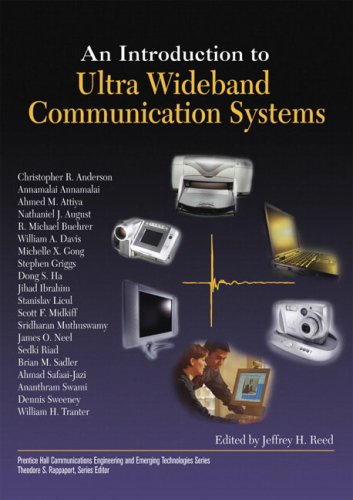 An Introduction to
Ultra Wideband
Communication Systems
Christopher R. Anderson
Annamalai Annamalai
Ahmed M. Attiya
Nathaniel J. August
R. Michael Buehrer
William A. Davis
Michelle X. Gong
Stephen Griggs
Dong S. Ha
Jihad Ibrahim
Stanislav Licul
Scott F. Midkiff
Sridharan Muthuswamy
James O. Neel
Sedki Riad
Brian M. Sadler
Ahmad Safaai-Jazi
Ananthram Swami
Dennis Sweeney
William H. Tranter
Edited by Jeffrey H. Reed
Prentice Hall Communications Engineering and Emerging Technologies Series
Theodore S. Rappaport, Series Editor